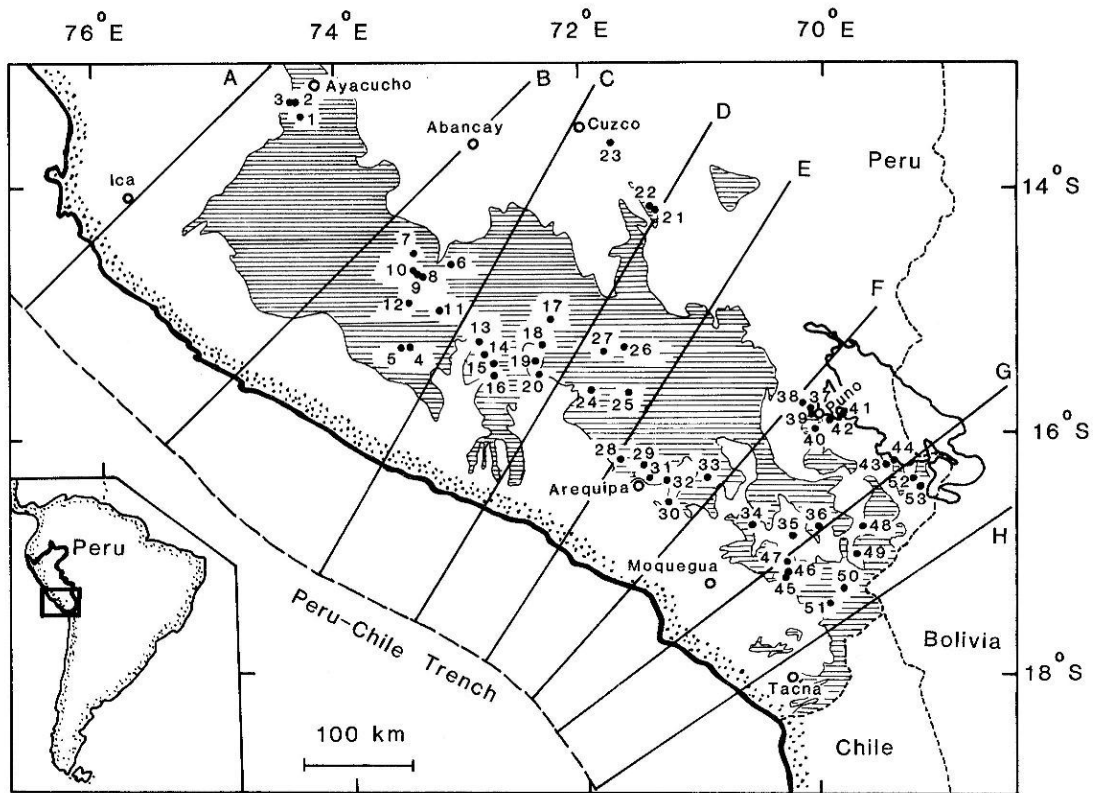 76°E 74°E 72°E 70°E
A B C D E F G H
3 2 Ayacucho
1
Abancay
Cuzco
23
Peru
Ica
14°S
22
21
7
10 6
9 8
12 11
17
13 18
14
5 4
15 19
16 20
27 26
24 25
38 37 Puno 41
39 42
40
16°S
28 29
31
Arequipa
32 33
30
44
43
52
53
34 35 36 48
47 49
46
45
50
51
Moquegua
Peru-Chile Trench
Bolivia
18°S
Tacna
Chile
100 km
Peru